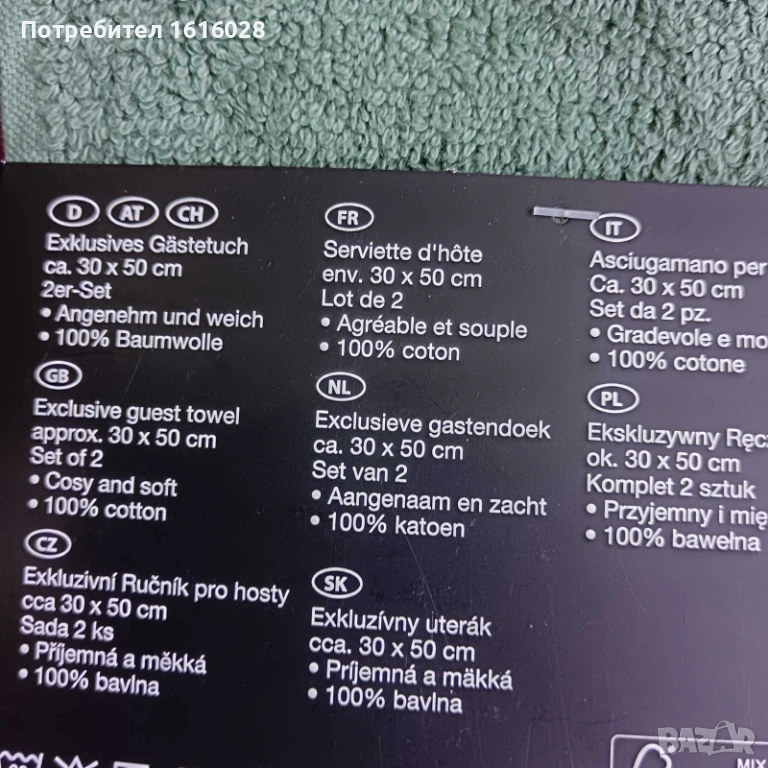 Потребител 1616028
D AT CH
Exklusives Gästetuch
ca. 30 x 50 cm
2er-Set
• Angenehm und weich
• 100% Baumwolle
FR
Serviette d'hôte
env. 30 x 50 cm
Lot de 2
• Agréable et souple
• 100% coton
IT
Asciugamano per
Ca. 30 x 50 cm
Set da 2 pz.
• Gradevole e mo
• 100% cotone
GB
Exclusive guest towel
approx. 30 x 50 cm
Set of 2
• Cosy and soft
• 100% cotton
NL
Exclusieve gastendoek
ca. 30 x 50 cm
Set van 2
• Aangenaam en zacht
• 100% katoen
PL
Ekskluzywny Ręcz
ok. 30 x 50 cm
Komplet 2 sztuk
• Przyjemny i mię
• 100% bawełna
CZ
Exkluzivní Ručník pro hosty
cca 30 x 50 cm
Sada 2 ks
• Příjemná a měkká
• 100% bavlna
SK
Exkluzívny uterák
cca. 30 x 50 cm
• Príjemná a mäkká
• 100% bavlna
MIX
BAZAR